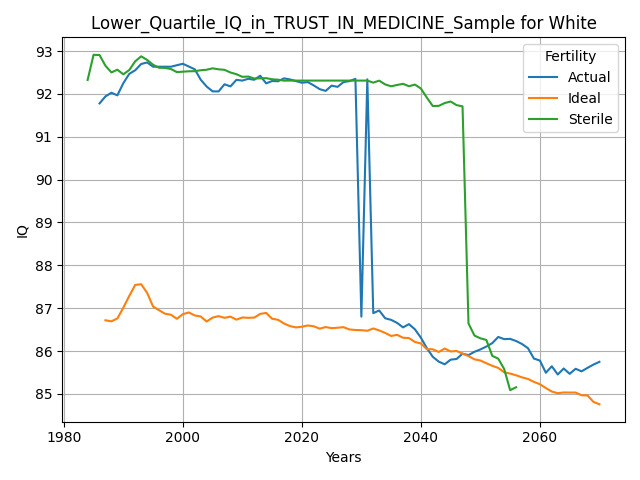 Lower_Quartile_IQ_in_TRUST_IN_MEDICINE_Sample for White
Fertility
Actual
Ideal
Sterile
93
92
91
90
89
88
87
86
85
IQ
1980
2000
2020
2040
2060
Years